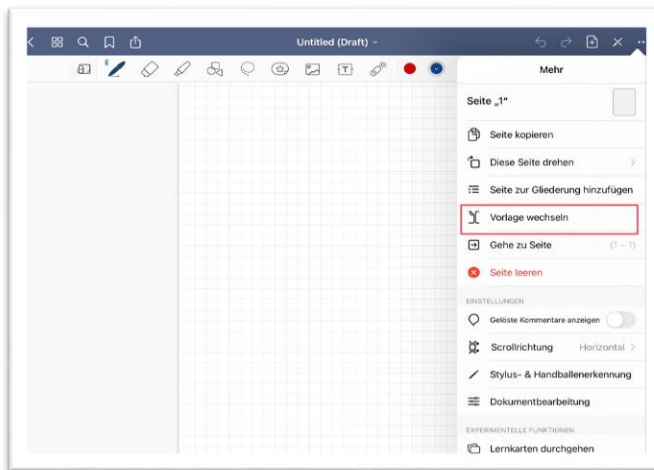 Untitled (Draft)
Mehr
Seite „1"
Seite kopieren
Diese Seite drehen
Seite zur Gliederung hinzufügen
Vorlage wechseln
Gehe zu Seite (1 – 1)
Seite leeren
EINSTELLUNGEN
Gelöste Kommentare anzeigen
Scrollrichtung Horizontal
Stylus- & Handballenerkennung
Dokumentbearbeitung
EXPERIMENTELLE FUNKTIONEN
Lernkarten durchgehen